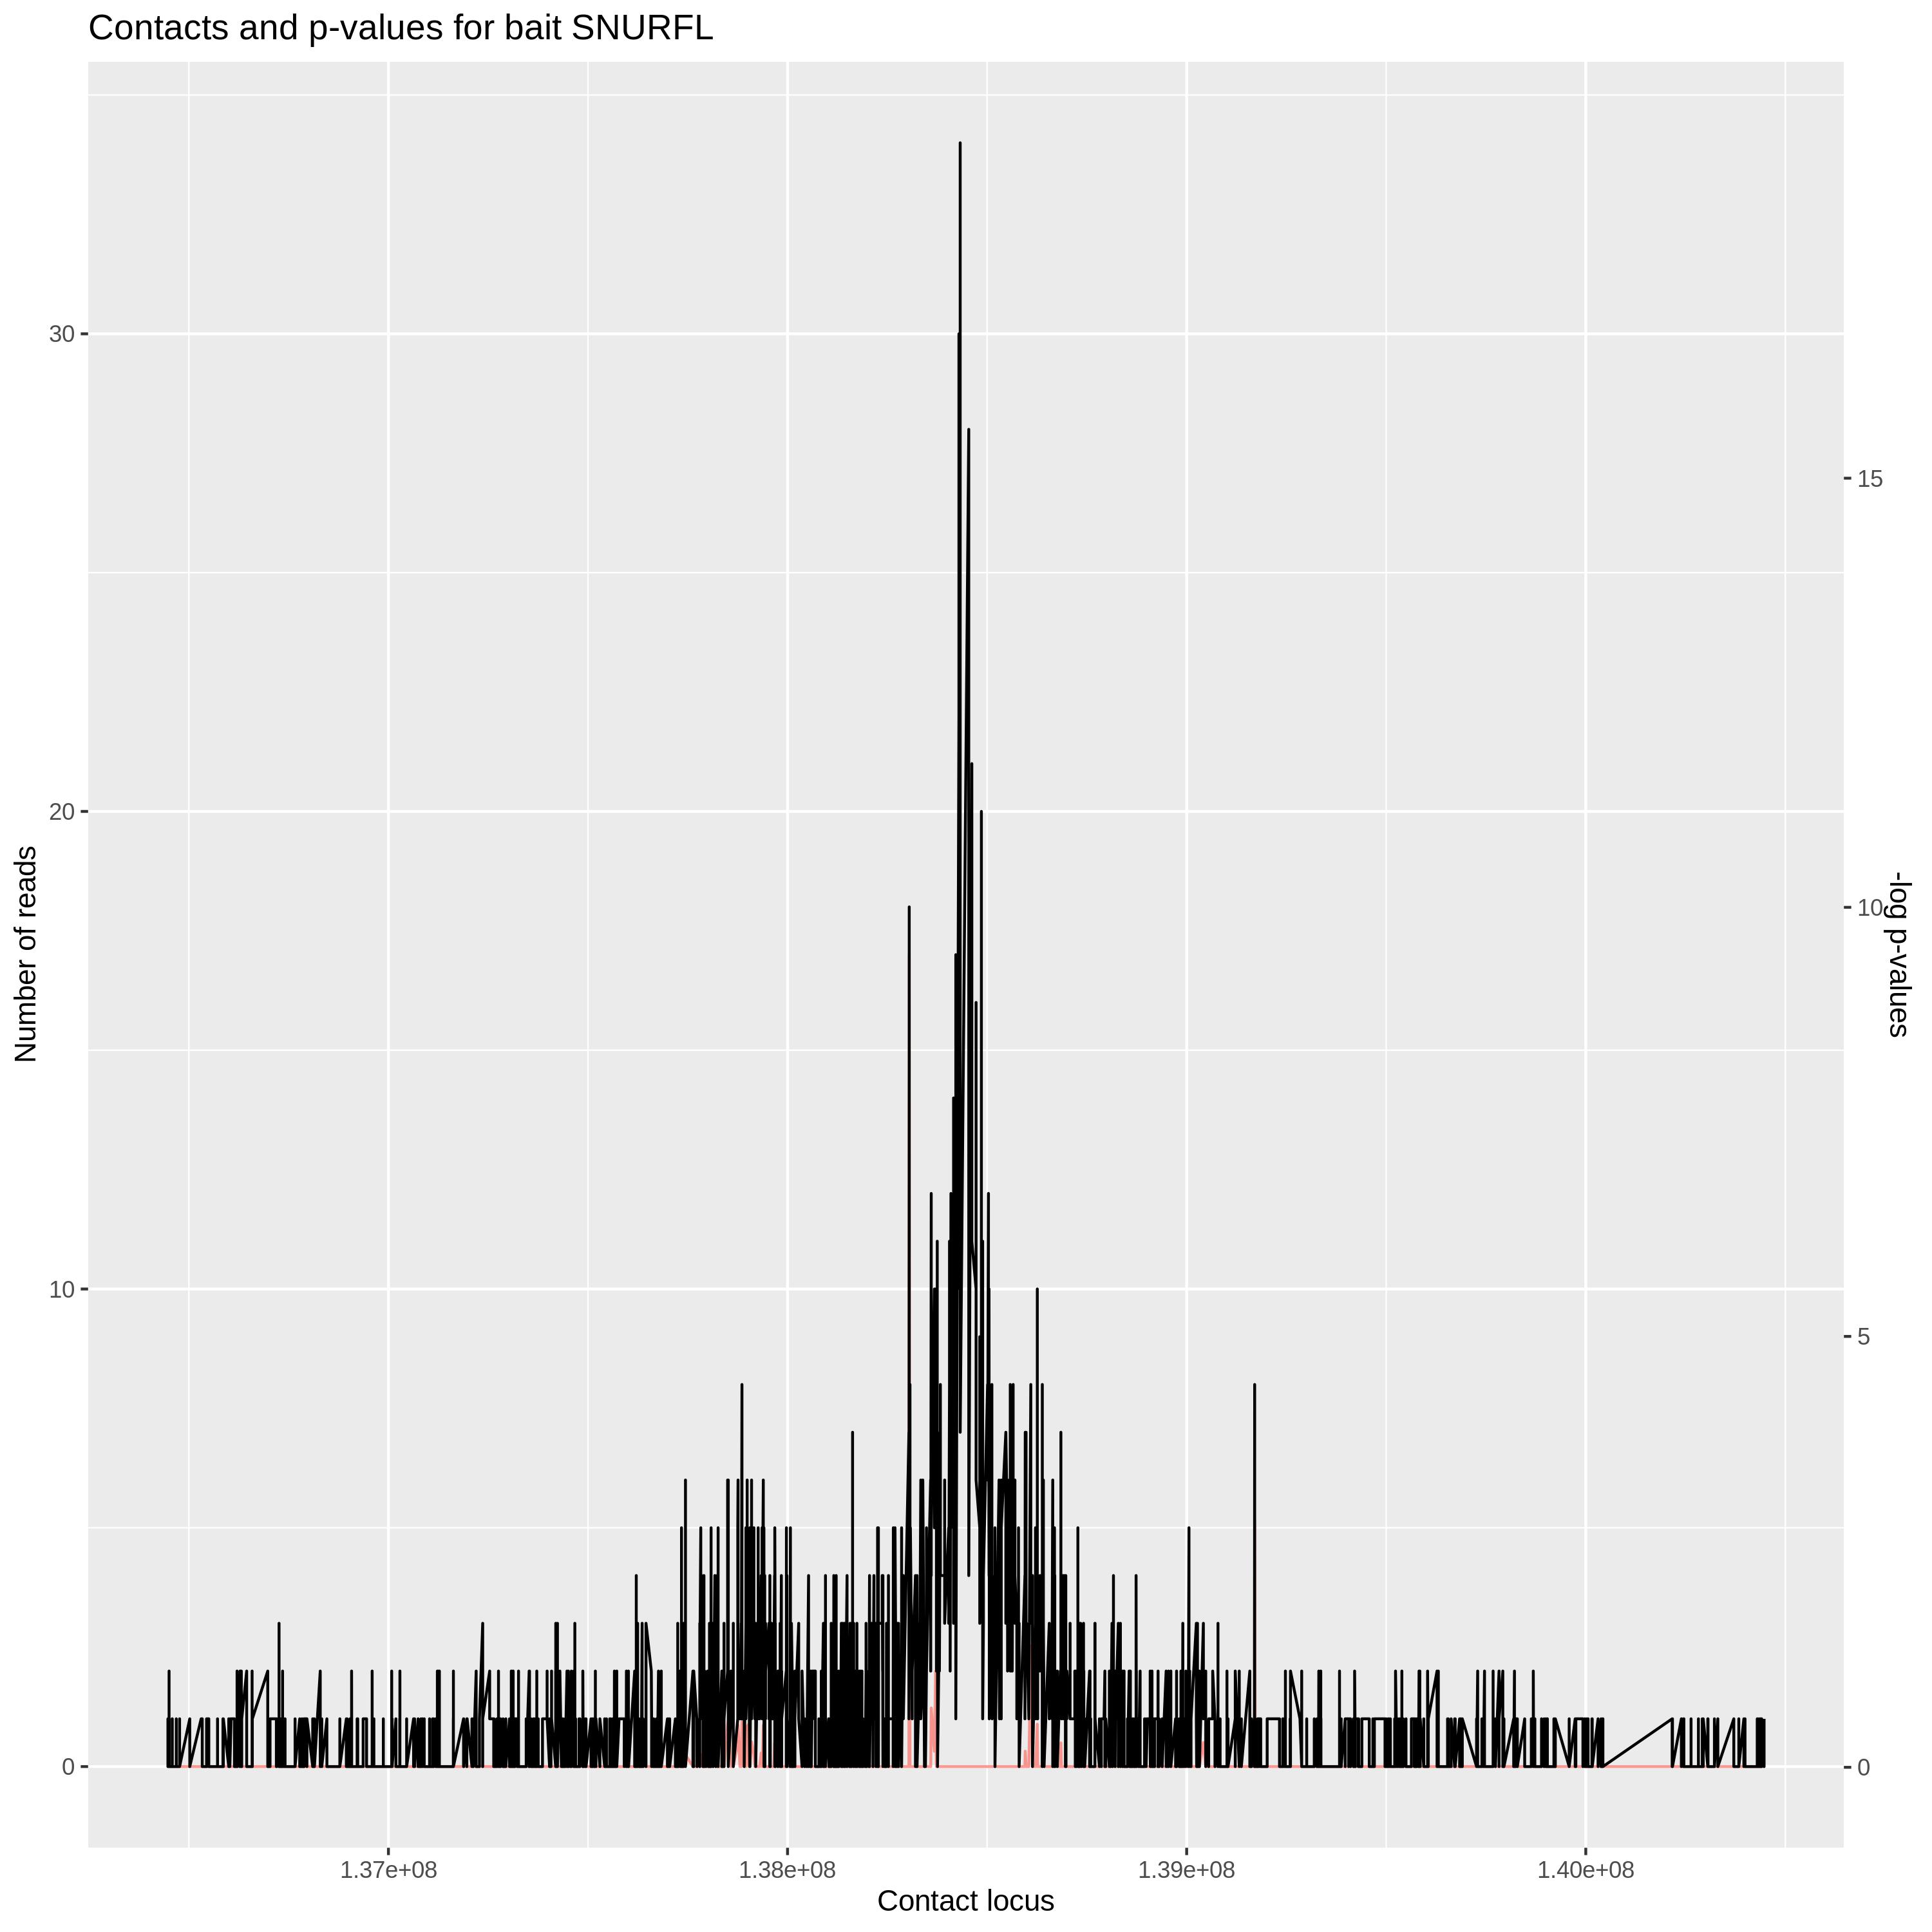 Contacts and p-values for bait SNURFL
30
20
10
0
Number of reads
15
10
5
0
-log p-values
1.37e+08
1.38e+08
1.39e+08
1.40e+08
Contact locus